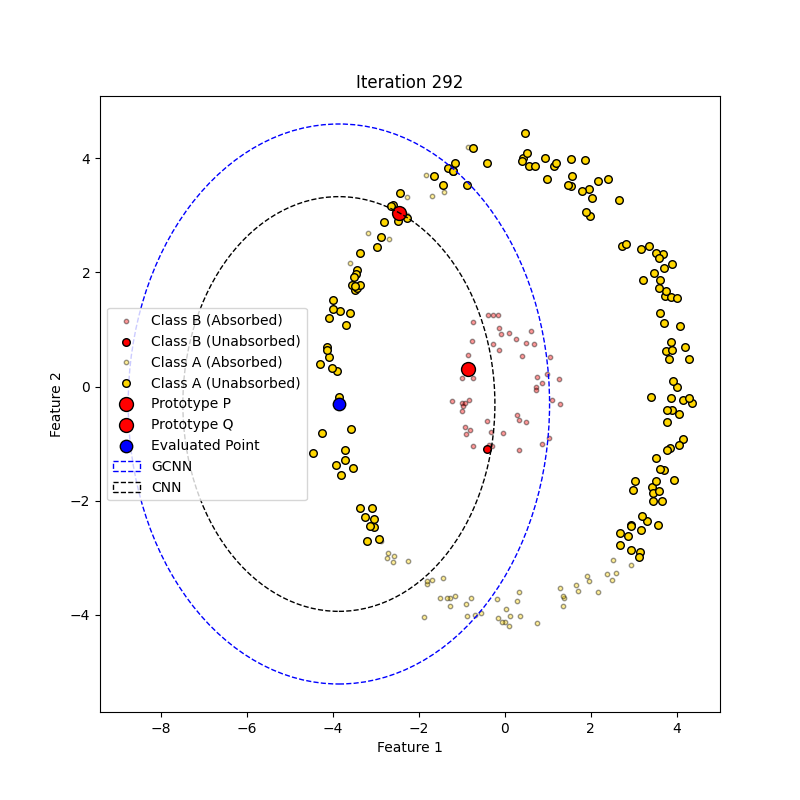 Iteration 292
4
2
0
−2
−4
Feature 2
Class B (Absorbed)
Class B (Unabsorbed)
Class A (Absorbed)
Class A (Unabsorbed)
Prototype P
Prototype Q
Evaluated Point
GCNN
CNN
−8 −6 −4 −2 0 2 4
Feature 1